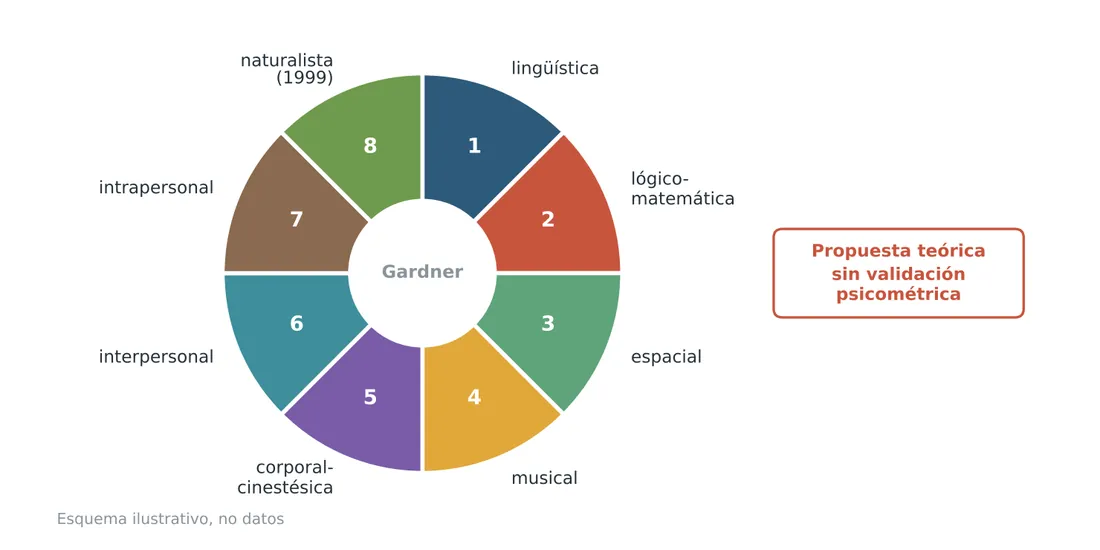 naturalista
(1999)
lingüística
8
1
lógico-
matemática
intrapersonal
7
2
Gardner
Propuesta teórica
sin validación
psicométrica
6
3
interpersonal
espacial
5
4
corporal-
cinestésica
musical
Esquema ilustrativo, no datos